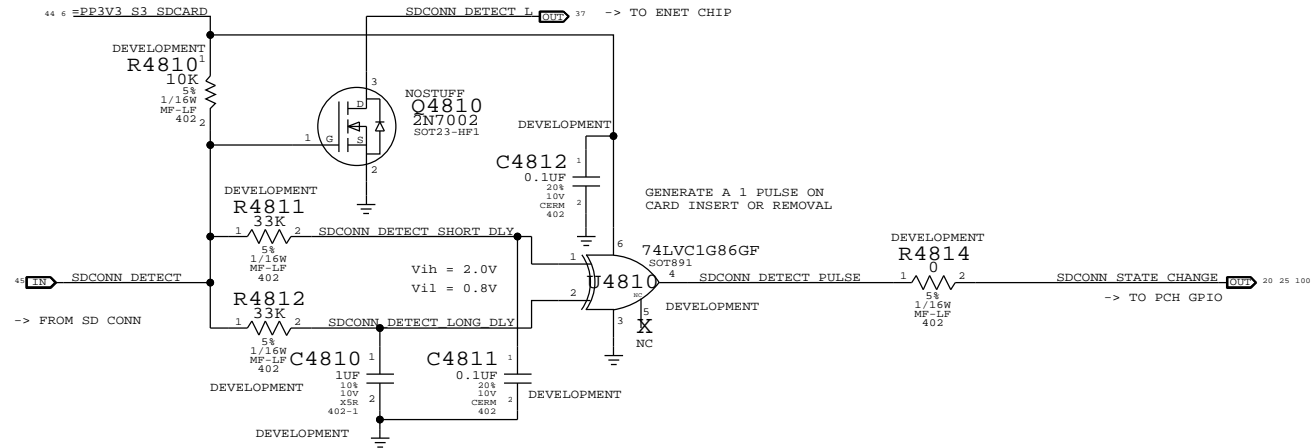 44 6 =PP3V3_S3_SDCARD
SDCONN_DETECT_L OUT 37 -> TO ENET CHIP
DEVELOPMENT
R4810
10K
5%
1/16W
MF-LF
402
1
2
3
D
G
S
1
2
NOSTUFF
Q4810
2N7002
SOT23-HF1
DEVELOPMENT
C4812
0.1UF
20%
10V
CERM
402
1
2
GENERATE A 1 PULSE ON
CARD INSERT OR REMOVAL
DEVELOPMENT
R4811
33K
1 2
5%
1/16W
MF-LF
402
SDCONN_DETECT_SHORT_DLY
45 IN SDCONN_DETECT
-> FROM SD CONN
Vih = 2.0V
Vil = 0.8V
R4812
33K
1 2
5%
1/16W
MF-LF
402
DEVELOPMENT
SDCONN_DETECT_LONG_DLY
6
74LVC1G86GF
SOT891
1
2
U4810
4
NC
5
3
NC
DEVELOPMENT
SDCONN_DETECT_PULSE
DEVELOPMENT
R4814
0
1 2
5%
1/16W
MF-LF
402
SDCONN_STATE_CHANGE OUT 20 25 100
-> TO PCH GPIO
C4810
1UF
10%
10V
X5R
402-1
1
2
DEVELOPMENT
C4811
0.1UF
20%
10V
CERM
402
1
2
DEVELOPMENT